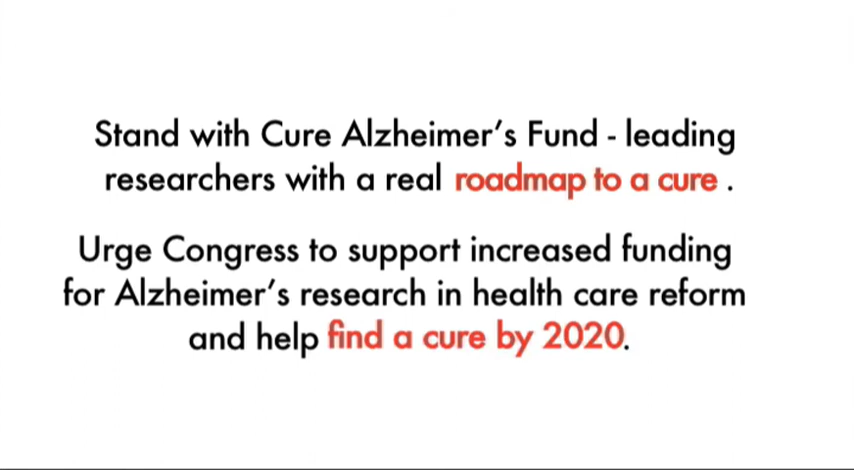 Stand with Cure Alzheimer's Fund - leading
researchers with a real roadmap to a cure .
Urge Congress to support increased funding
for Alzheimer's research in health care reform
and help find a cure by 2020.